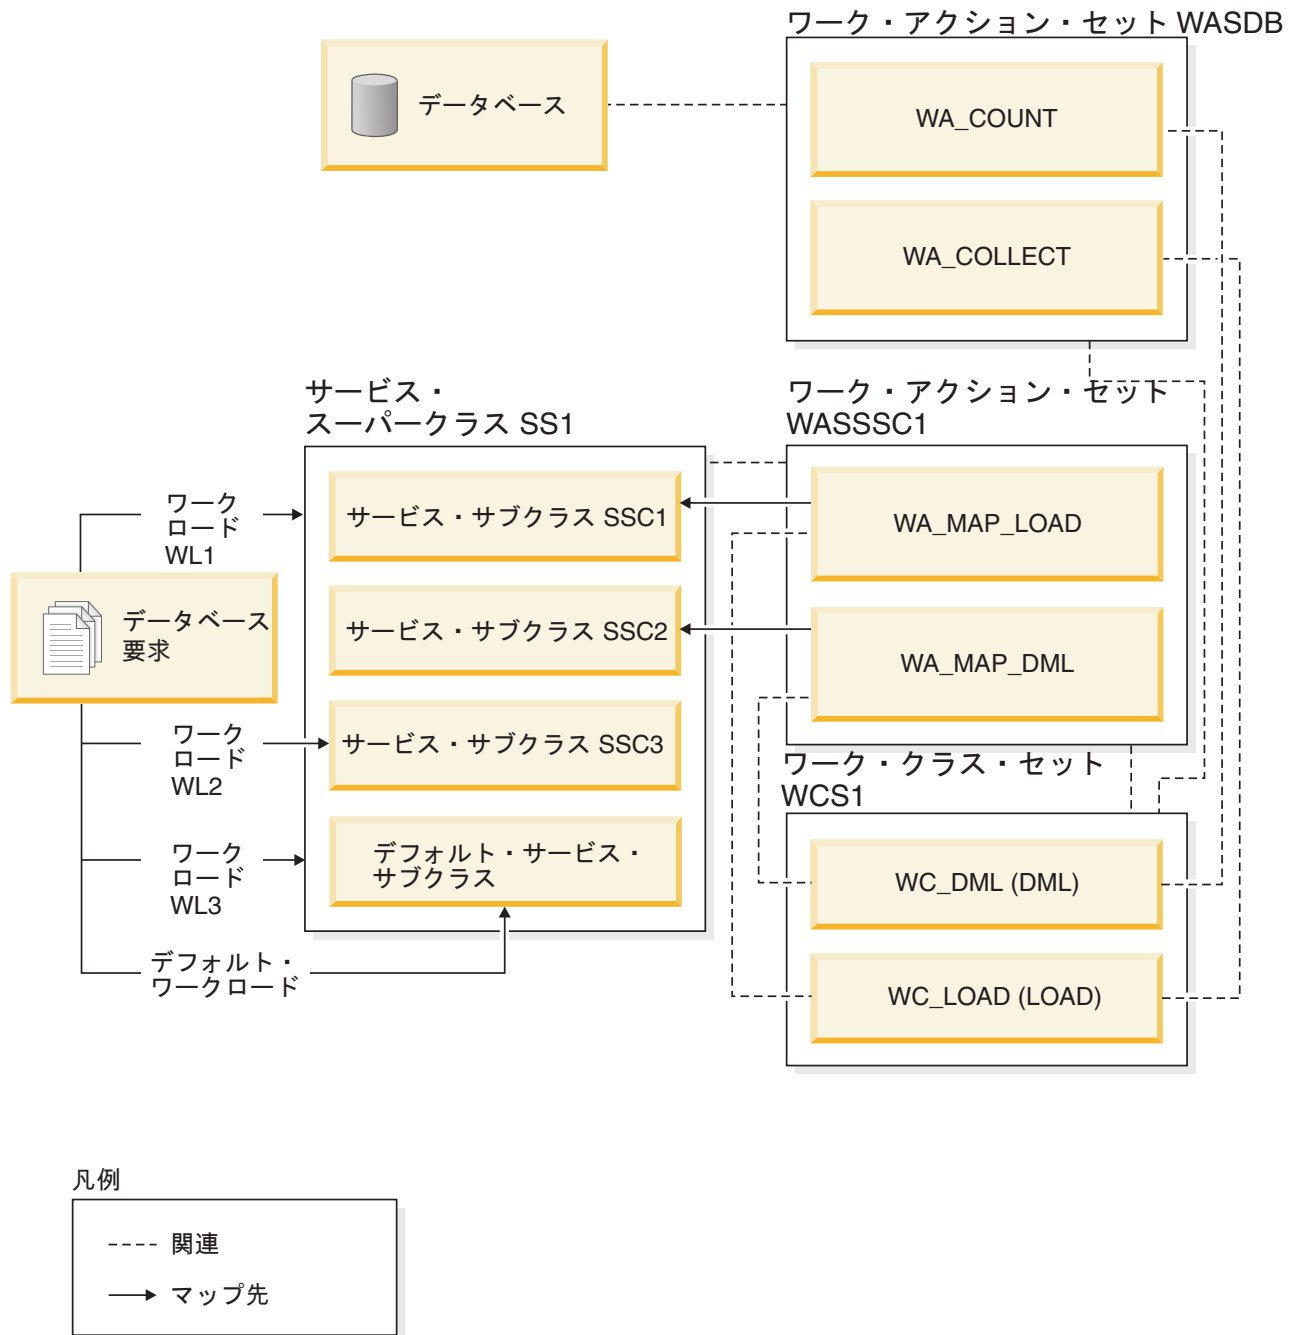 ワーク・アクション・セット WASDB
データベース
WA_COUNT
WA_COLLECT
サービス・
スーパークラス SS1
ワーク・アクション・セット
WASSSC1
サービス・サブクラス SSC1
サービス・サブクラス SSC2
サービス・サブクラス SSC3
デフォルト・サービス・
サブクラス
WA_MAP_LOAD
WA_MAP_DML
ワーク
ロード
WL1
データベース
要求
ワーク
ロード
WL2
ワーク
ロード
WL3
デフォルト・
ワークロード
ワーク・クラス・セット
WCS1
WC_DML (DML)
WC_LOAD (LOAD)
凡例
関連
マップ先